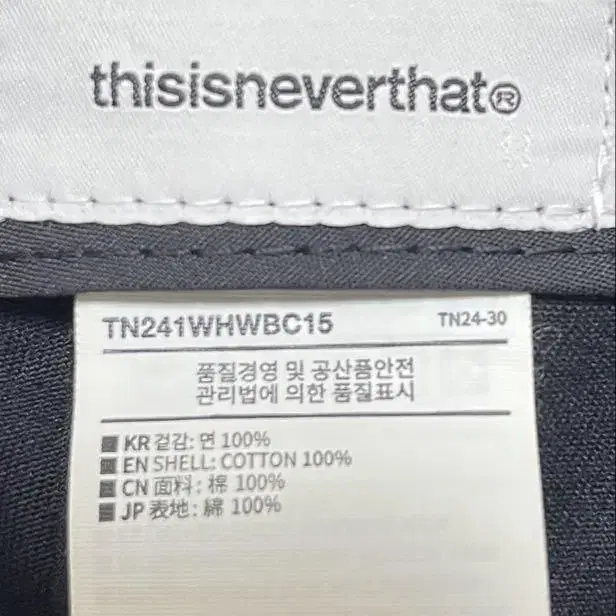 thisisneverthat®
TN241WHWBC15 TN24-30
품질경영 및 공산품안전
관리법에 의한 품질표시
KR 겉감: 면 100%
EN SHELL: COTTON 100%
CN 面料: 棉 100%
JP 表地: 綿 100%